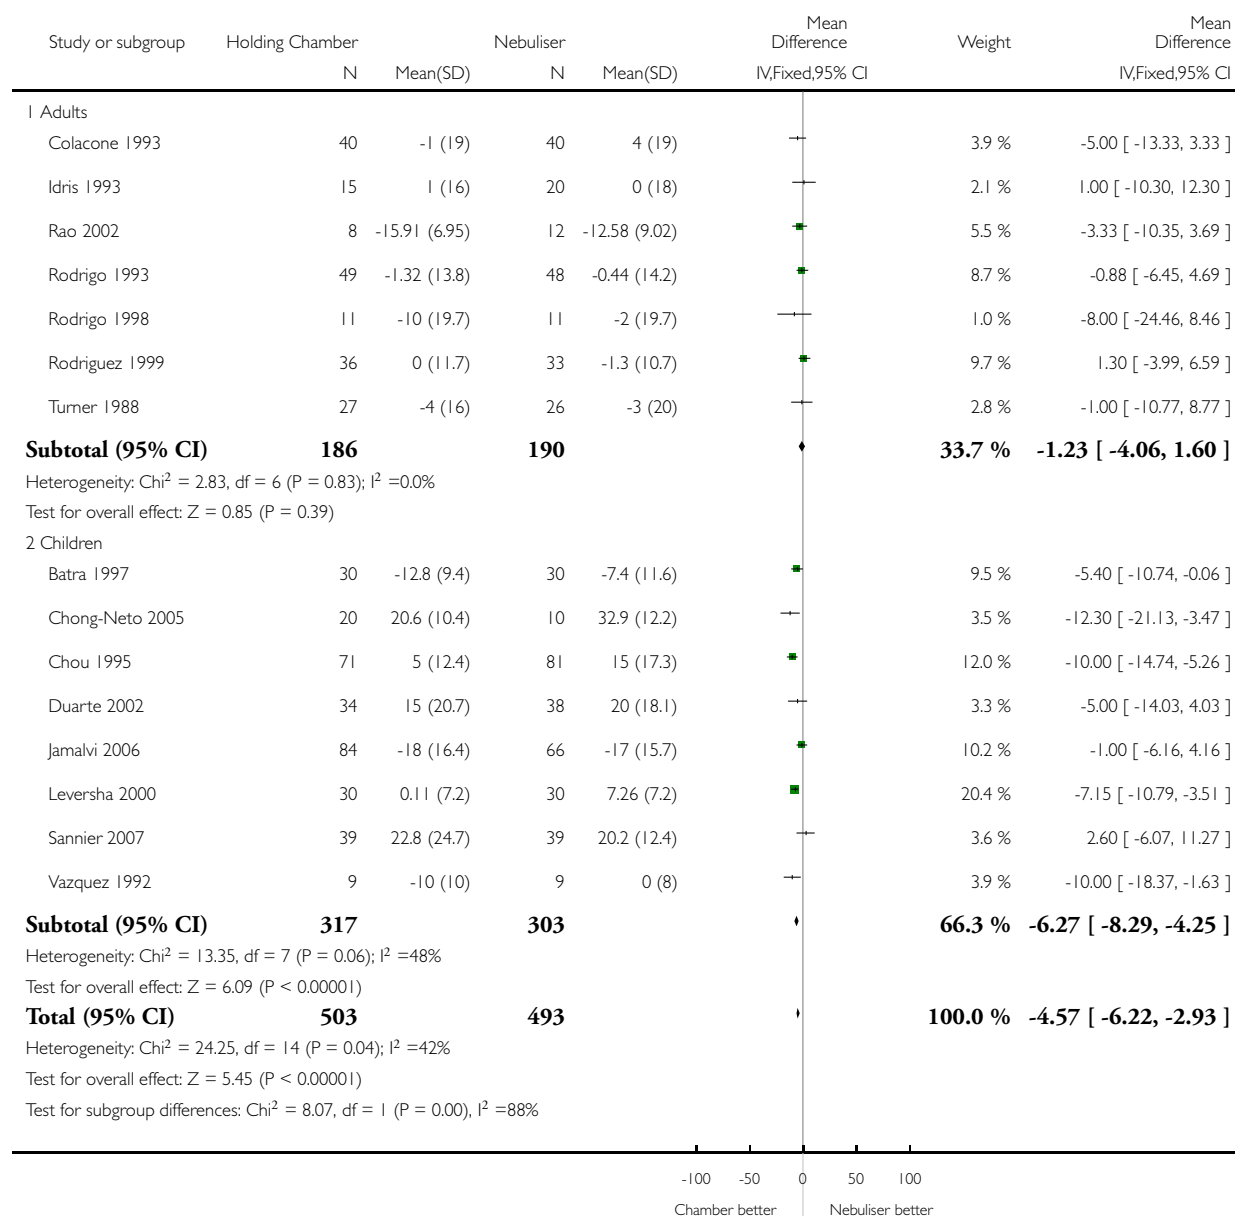 Mean Mean
Study or subgroup Holding Chamber Nebuliser Difference Weight Difference
N Mean(SD) N Mean(SD) IV,Fixed,95% CI IV,Fixed,95% CI
1 Adults
Colacone 1993 40 -1 (19) 40 4 (19) 3.9 % -5.00 [ -13.33, 3.33 ]
Idris 1993 15 1 (16) 20 0 (18) 2.1 % 1.00 [ -10.30, 12.30 ]
Rao 2002 8 -15.91 (6.95) 12 -12.58 (9.02) 5.5 % -3.33 [ -10.35, 3.69 ]
Rodrigo 1993 49 -1.32 (13.8) 48 -0.44 (14.2) 8.7 % -0.88 [ -6.45, 4.69 ]
Rodrigo 1998 11 -10 (19.7) 11 -2 (19.7) 1.0 % -8.00 [ -24.46, 8.46 ]
Rodriguez 1999 36 0 (11.7) 33 -1.3 (10.7) 9.7 % 1.30 [ -3.99, 6.59 ]
Turner 1988 27 -4 (16) 26 -3 (20) 2.8 % -1.00 [ -10.77, 8.77 ]
Subtotal (95% CI) 186 190 33.7 % -1.23 [ -4.06, 1.60 ]
Heterogeneity: Chi² = 2.83, df = 6 (P = 0.83); I² =0.0%
Test for overall effect: Z = 0.85 (P = 0.39)
2 Children
Batra 1997 30 -12.8 (9.4) 30 -7.4 (11.6) 9.5 % -5.40 [ -10.74, -0.06 ]
Chong-Neto 2005 20 20.6 (10.4) 10 32.9 (12.2) 3.5 % -12.30 [ -21.13, -3.47 ]
Chou 1995 71 5 (12.4) 81 15 (17.3) 12.0 % -10.00 [ -14.74, -5.26 ]
Duarte 2002 34 15 (20.7) 38 20 (18.1) 3.3 % -5.00 [ -14.03, 4.03 ]
Jamalvi 2006 84 -18 (16.4) 66 -17 (15.7) 10.2 % -1.00 [ -6.16, 4.16 ]
Leversha 2000 30 0.11 (7.2) 30 7.26 (7.2) 20.4 % -7.15 [ -10.79, -3.51 ]
Sannier 2007 39 22.8 (24.7) 39 20.2 (12.4) 3.6 % 2.60 [ -6.07, 11.27 ]
Vazquez 1992 9 -10 (10) 9 0 (8) 3.9 % -10.00 [ -18.37, -1.63 ]
Subtotal (95% CI) 317 303 66.3 % -6.27 [ -8.29, -4.25 ]
Heterogeneity: Chi² = 13.35, df = 7 (P = 0.06); I² =48%
Test for overall effect: Z = 6.09 (P < 0.00001)
Total (95% CI) 503 493 100.0 % -4.57 [ -6.22, -2.93 ]
Heterogeneity: Chi² = 24.25, df = 14 (P = 0.04); I² =42%
Test for overall effect: Z = 5.45 (P < 0.00001)
Test for subgroup differences: Chi² = 8.07, df = 1 (P = 0.00), I² =88%
-100 -50 0 50 100
Chamber better Nebuliser better